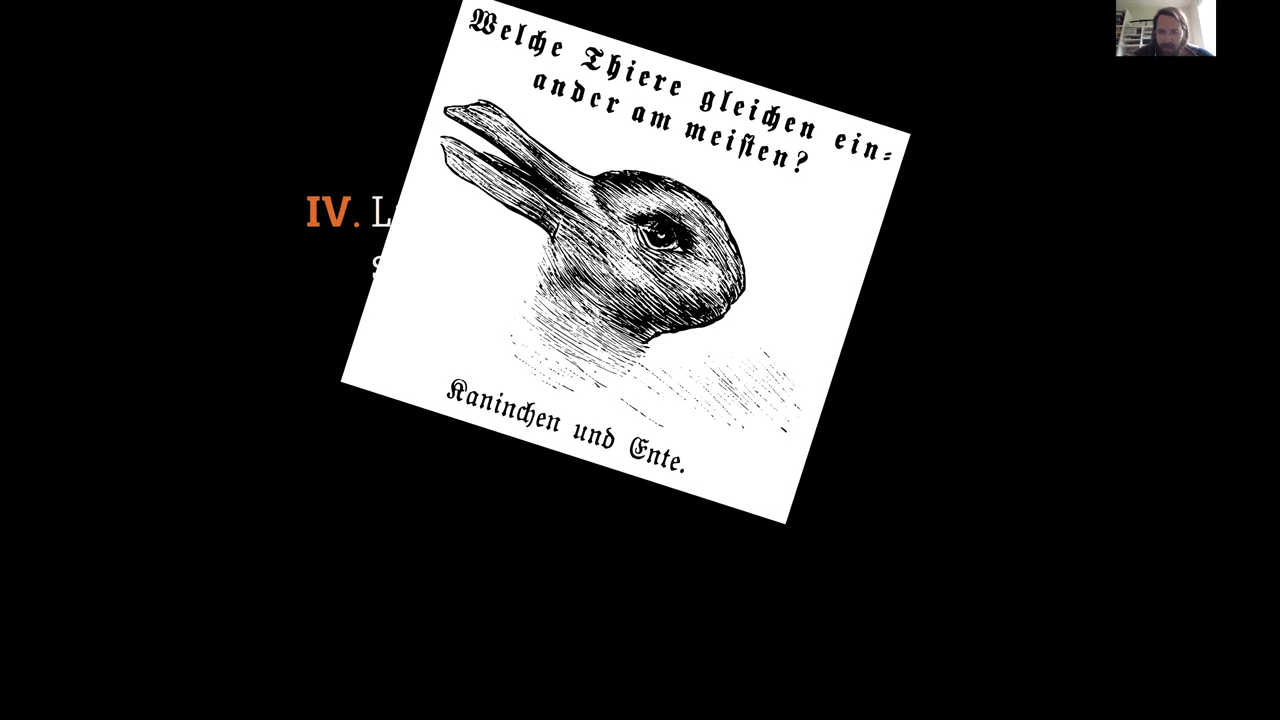 Welche Thiere gleichen ein=
ander am meisten?
IV.
Kaninchen und Ente.